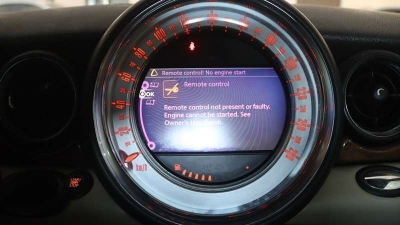 Remote control! No engine start
OK
Remote control
Remote control not present or faulty.
Engine cannot be started. See
Owner's Handbook.
km/h